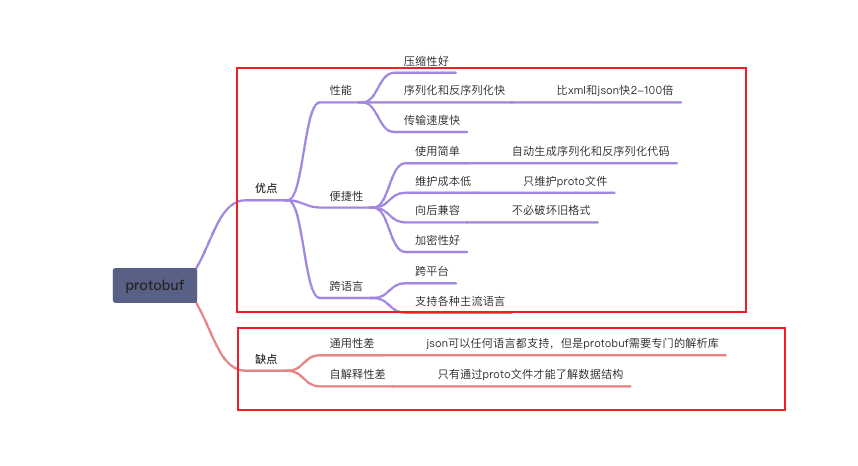 protobuf
优点
性能
压缩性好
序列化和反序列化快
比xml和json快2-100倍
传输速度快
便捷性
使用简单
自动生成序列化和反序列化代码
维护成本低
只维护proto文件
向后兼容
不必破坏旧格式
加密性好
跨语言
跨平台
支持各种主流语言
缺点
通用性差
json可以任何语言都支持，但是protobuf需要专门的解析库
自解释性差
只有通过proto文件才能了解数据结构